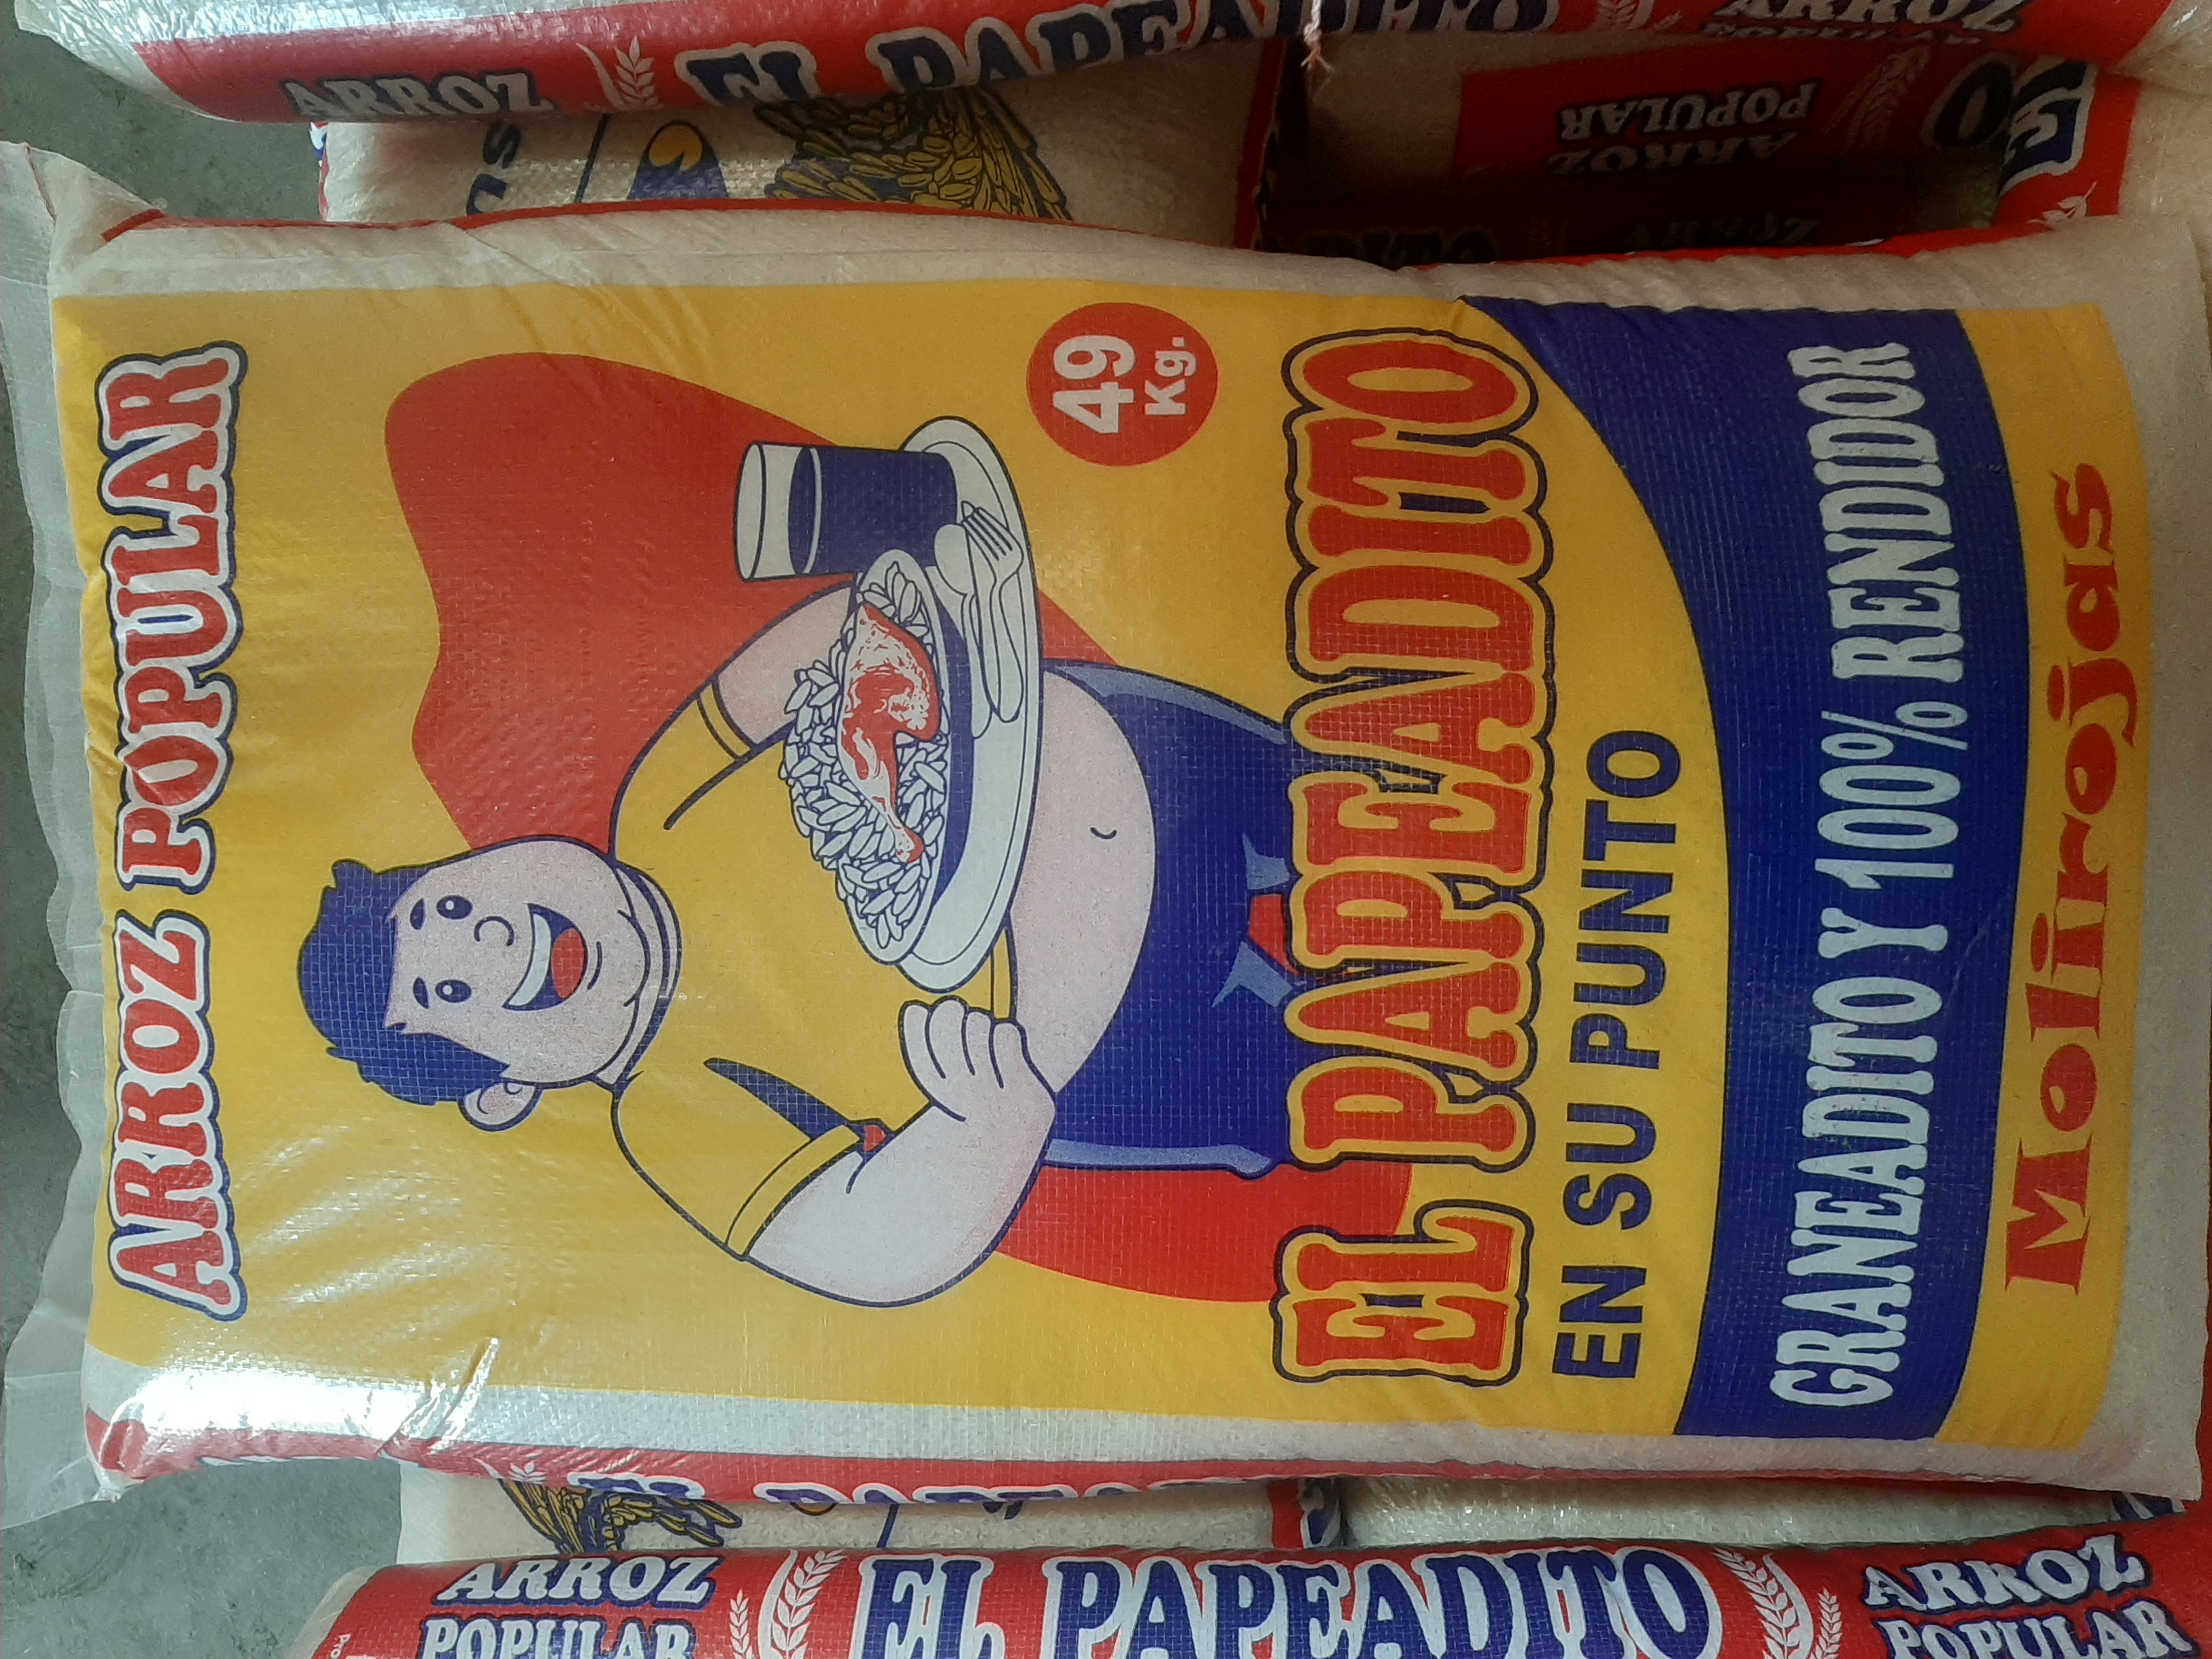 ARROZ POPULAR
49
Kg.
EL PAPEADITO
EN SU PUNTO
GRANEADITO Y 100% RENDIDOR
Molirojas
ARROZ
POPULAR
EL PAPEADITO
ARROZ
POPULAR
ARROZ
EL PAPEADITO
ARROZ
ARROZ
POPULAR